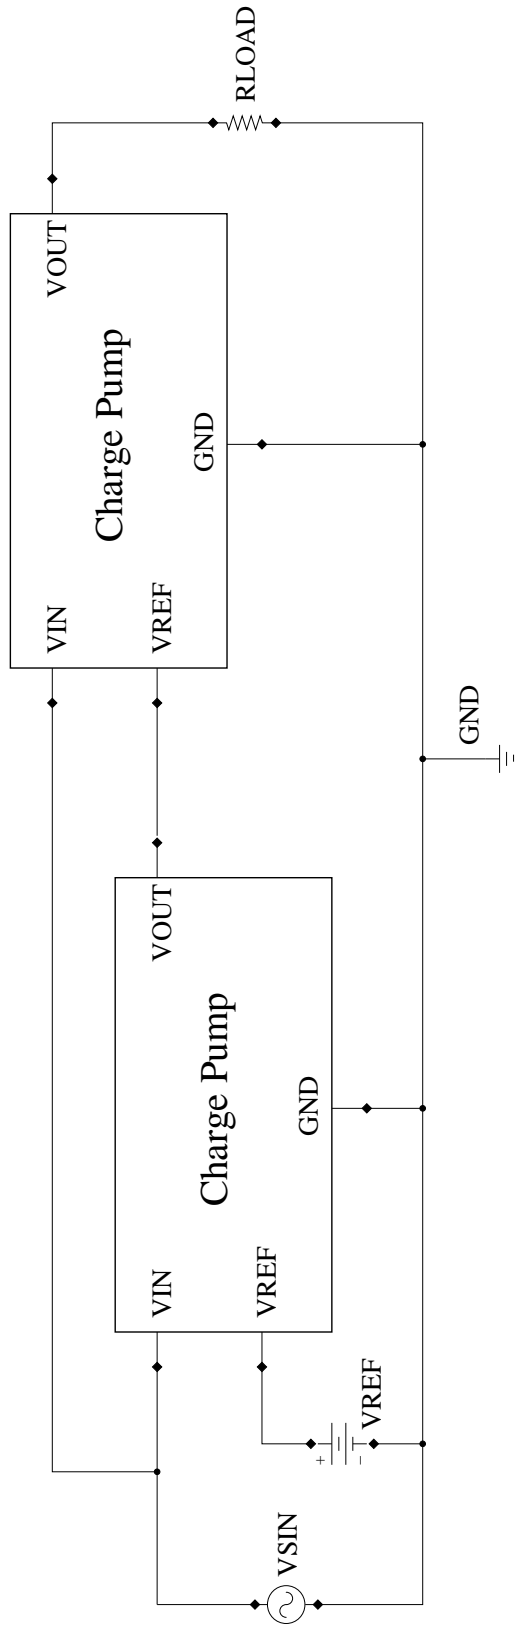 VSIN
VREF
+
−
VIN
VREF
Charge Pump
GND
VOUT
GND
VIN
VREF
Charge Pump
GND
VOUT
RLOAD